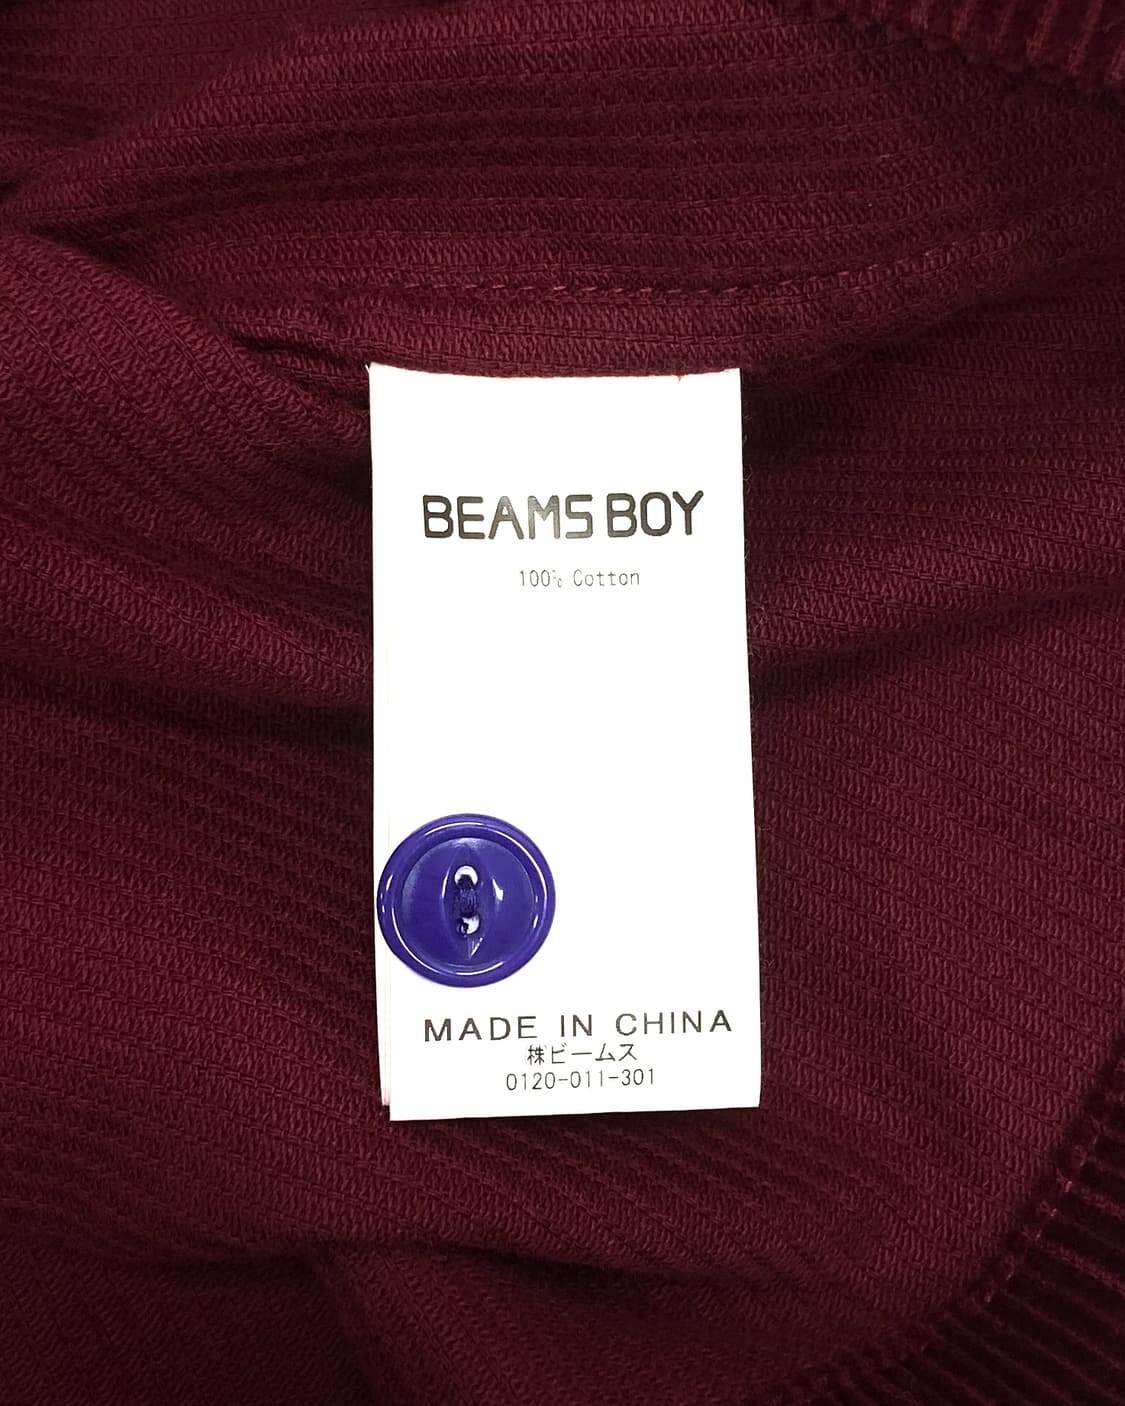 BEAMS BOY
100% Cotton
MADE IN CHINA
㈱ビームス
0120-011-301